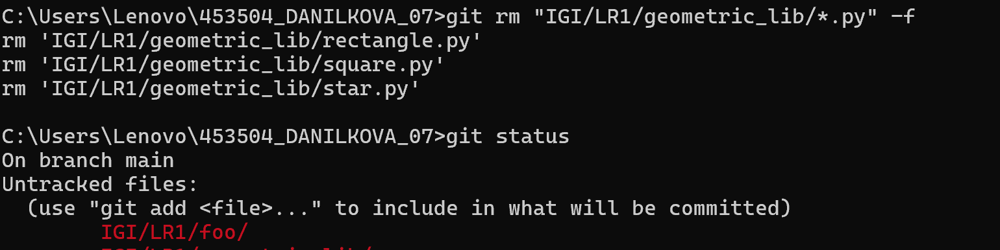 C:\Users\Lenovo\453504_DANILKOVA_07>git rm "IGI/LR1/geometric_lib/*.py" -f
rm 'IGI/LR1/geometric_lib/rectangle.py'
rm 'IGI/LR1/geometric_lib/square.py'
rm 'IGI/LR1/geometric_lib/star.py'
C:\Users\Lenovo\453504_DANILKOVA_07>git status
On branch main
Untracked files:
  (use "git add <file>..." to include in what will be committed)
        IGI/LR1/foo/